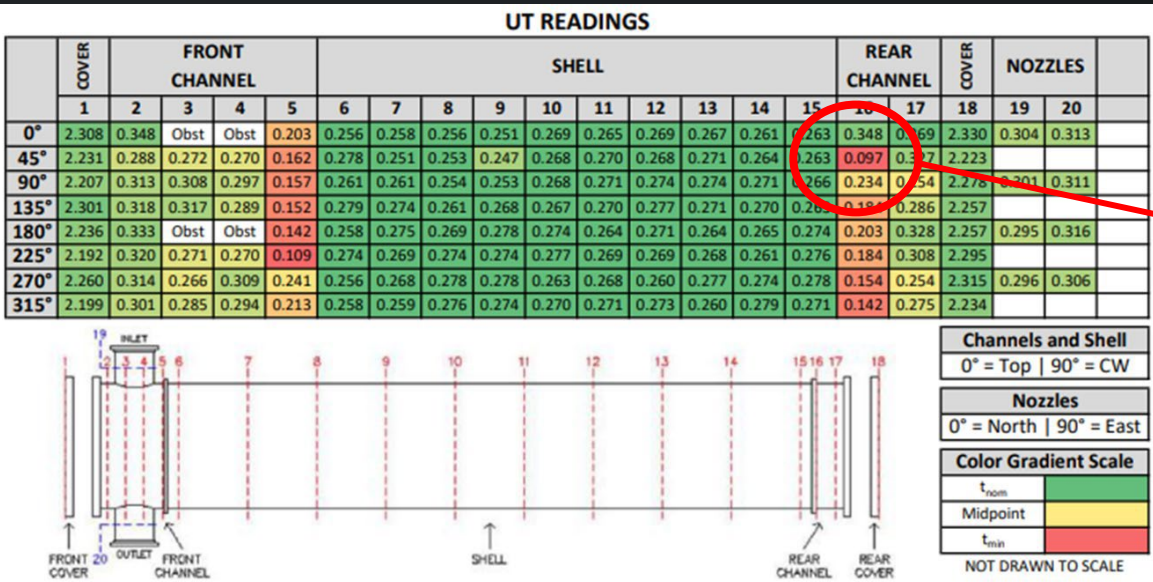 UT READINGS
COVER FRONT CHANNEL SHELL REAR CHANNEL COVER NOZZLES
1 2 3 4 5 6 7 8 9 10 11 12 13 14 15 16 17 18 19 20
0° 2.308 0.348 Obst Obst 0.203 0.256 0.258 0.256 0.251 0.269 0.265 0.269 0.267 0.261 0.263 0.348 2.330 0.304 0.313
45° 2.231 0.288 0.272 0.270 0.162 0.278 0.251 0.253 0.247 0.268 0.270 0.268 0.271 0.264 0.263 0.097 2.223
90° 2.207 0.313 0.308 0.297 0.157 0.261 0.261 0.254 0.253 0.268 0.271 0.274 0.274 0.271 0.266 0.234 2.278 0.301 0.311
135° 2.301 0.318 0.317 0.289 0.152 0.279 0.274 0.261 0.268 0.267 0.270 0.277 0.271 0.270 0.184 0.286 2.257
180° 2.236 0.333 Obst Obst 0.142 0.258 0.275 0.269 0.278 0.274 0.264 0.271 0.264 0.265 0.274 0.203 0.328 2.257 0.295 0.316
225° 2.192 0.320 0.271 0.270 0.109 0.274 0.269 0.274 0.274 0.277 0.269 0.269 0.268 0.261 0.276 0.184 0.308 2.295
270° 2.260 0.314 0.266 0.309 0.241 0.256 0.268 0.260 0.278 0.278 0.263 0.268 0.260 0.277 0.274 0.278 0.154 0.254 2.315 0.296 0.306
315° 2.199 0.301 0.285 0.294 0.213 0.258 0.259 0.276 0.274 0.270 0.271 0.273 0.260 0.279 0.271 0.142 0.275 2.234
19 INLET
1 2 3 4 5 6 7 8 9 10 11 12 13 14 15 16 17 18
FRONT COVER
20
OUTLET
FRONT CHANNEL
SHELL
REAR CHANNEL
REAR COVER
Channels and Shell
0° = Top | 90° = CW
Nozzles
0° = North | 90° = East
Color Gradient Scale
tnom
Midpoint
tmin
NOT DRAWN TO SCALE